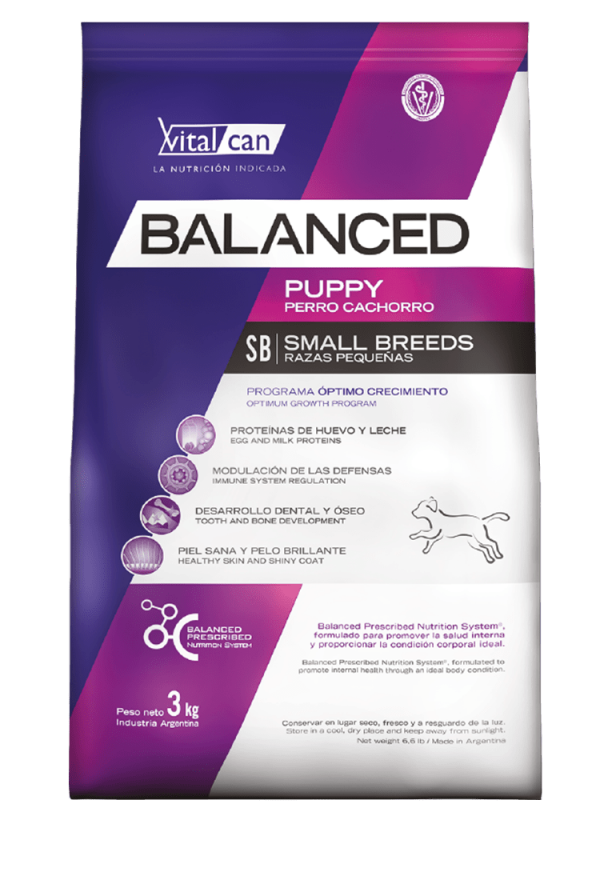 Vital can
LA NUTRICIÓN INDICADA
BALANCED
PUPPY
PERRO CACHORRO
SB SMALL BREEDS
RAZAS PEQUEÑAS
PROGRAMA ÓPTIMO CRECIMIENTO
OPTIMUM GROWTH PROGRAM
PROTEÍNAS DE HUEVO Y LECHE
EGG AND MILK PROTEINS
MODULACIÓN DE LAS DEFENSAS
IMMUNE SYSTEM REGULATION
DESARROLLO DENTAL Y ÓSEO
TOOTH AND BONE DEVELOPMENT
PIEL SANA Y PELO BRILLANTE
HEALTHY SKIN AND SHINY COAT
BALANCED
PRESCRIBED
NUTRITION SYSTEM
Balanced Prescribed Nutrition System®,
formulado para promover la salud interna
y proporcionar la condición corporal ideal.
Balanced Prescribed Nutrition System®, formulated to
promote internal health through an ideal body condition.
Peso neto 3 kg
Industria Argentina
Conservar en lugar seco, fresco y a resguardo de la luz.
Store in a cool, dry place and keep away from sunlight.
Net weight 6,6 lb / Made in Argentina